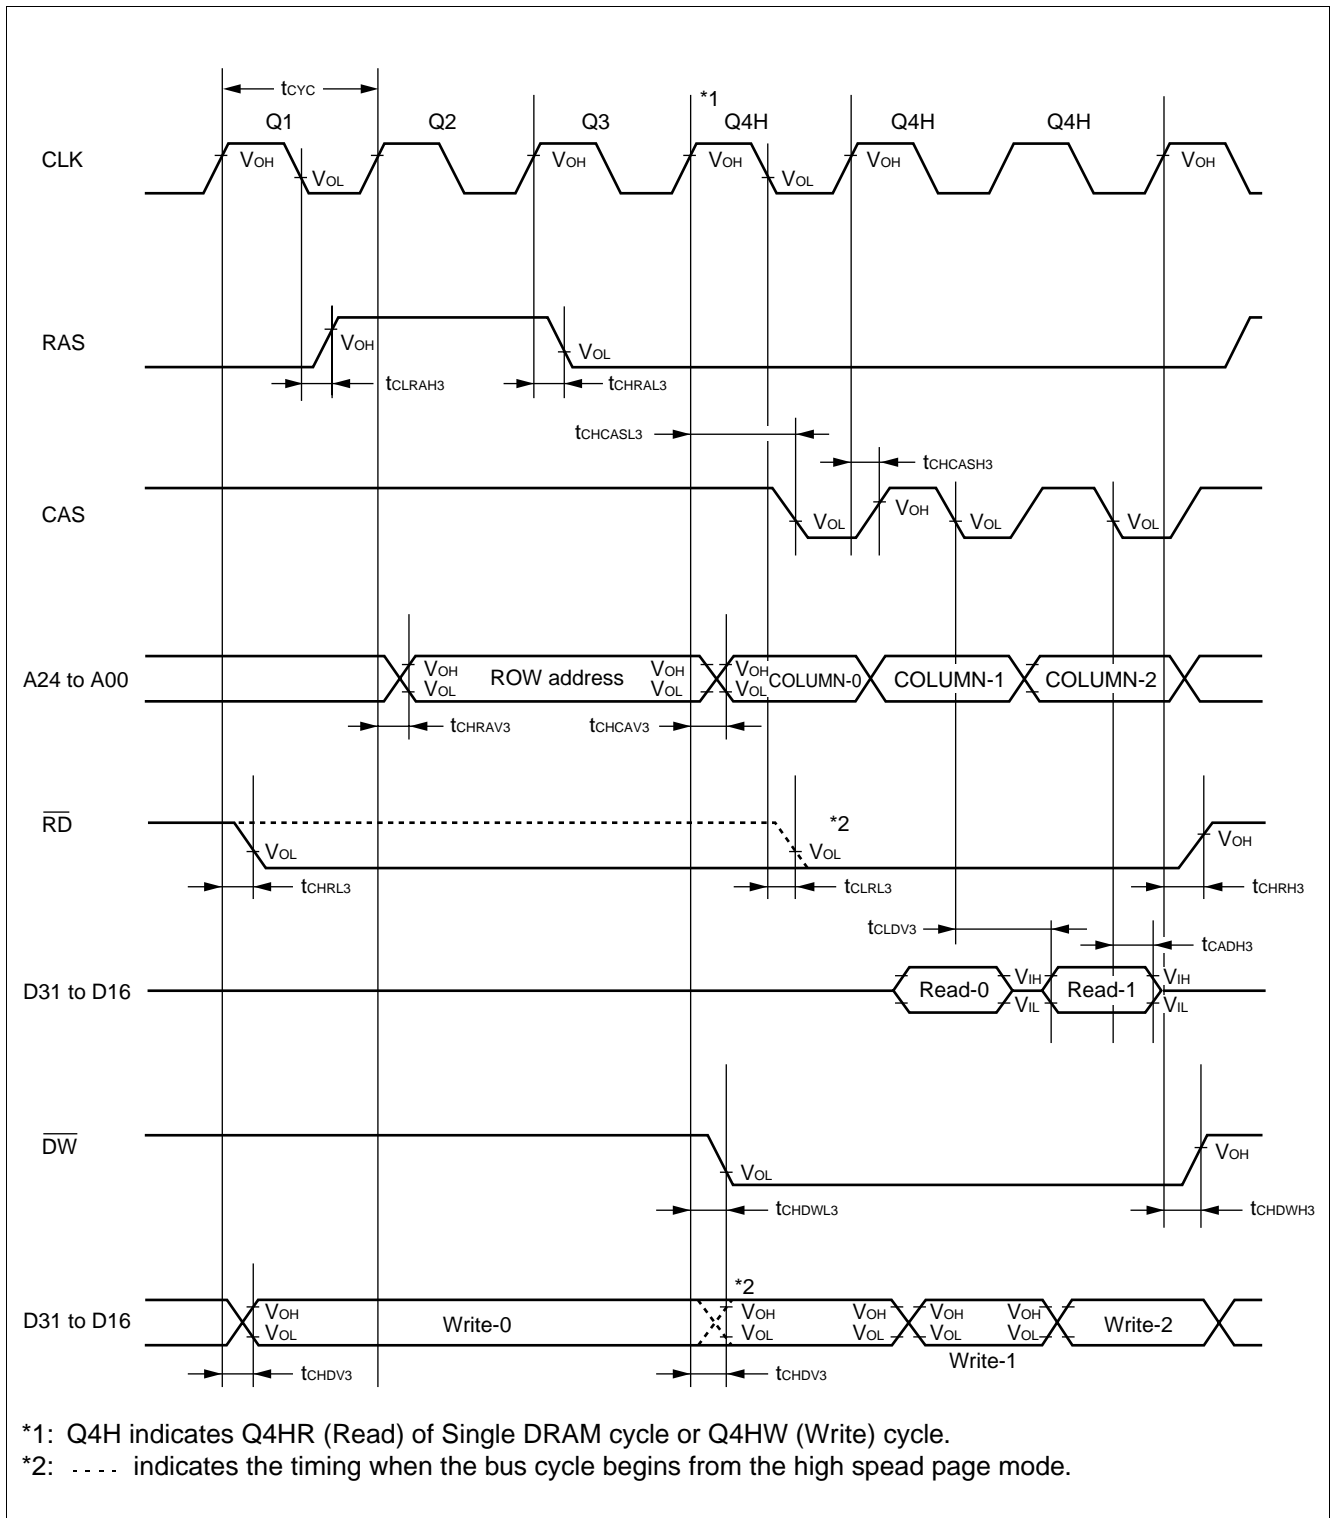 tCYC
*1
Q1 Q2 Q3 Q4H Q4H Q4H
CLK VOH VOL VOH VOH VOL VOH VOH
RAS VOH VOL
tCLRAH3 tCHRAL3
tCHCASL3
tCHCASH3
CAS VOL VOH VOL VOL
A24 to A00 VOH VOL ROW address VOH VOL VOH VOL COLUMN-0 COLUMN-1 COLUMN-2
tCHRAV3 tCHCAV3
RD VOL *2 VOL VOH
tCHRL3 tCLRL3 tCHRH3
tCLDV3
tCADH3
D31 to D16 Read-0 VIH VIL Read-1 VIH VIL
DW VOL VOH
tCHDWL3 tCHDWH3
*2
D31 to D16 VOH VOL Write-0 VOH VOL VOH VOL VOH VOL VOH VOL Write-2
Write-1
tCHDV3 tCHDV3
*1: Q4H indicates Q4HR (Read) of Single DRAM cycle or Q4HW (Write) cycle.
*2: ---- indicates the timing when the bus cycle begins from the high spead page mode.